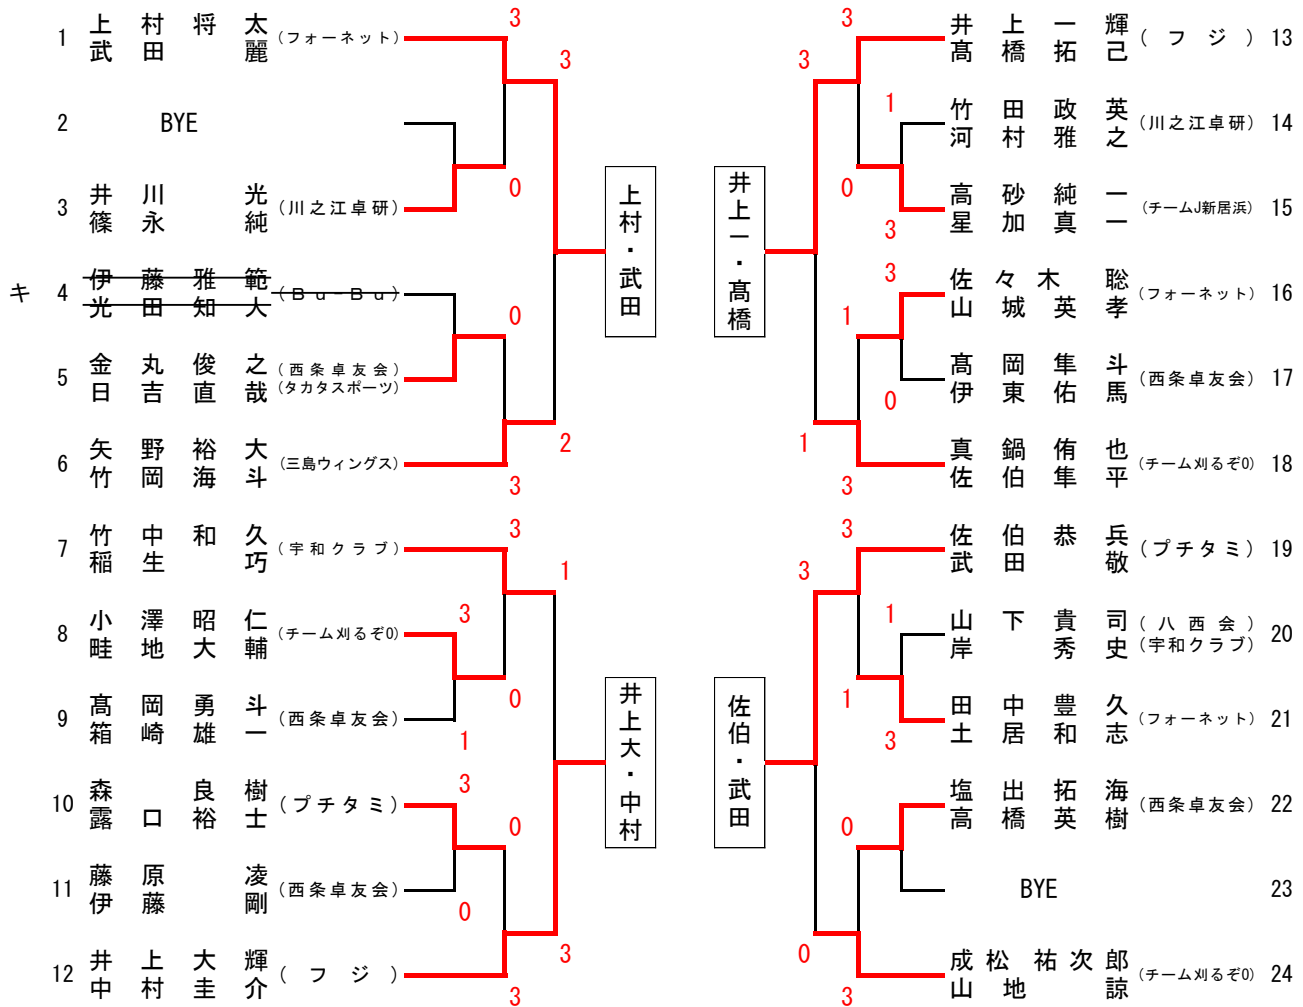 1 上村将太 (フォーネット)
武田麗
3
3
2 BYE
0
3 井川光 (川之江卓研)
篠永純
上村・武田
キ 4 伊藤雅範 (Bu-Bu)
光田知大
0
5 金丸俊之 (西条卓友会)
日吉直哉 (タカタスポーツ)
2
6 矢野裕大 (三島ウィングス)
竹岡海斗
3
7 竹中和久 (宇和クラブ)
稲生巧
3
1
8 小澤昭仁 (チーム刈るぞ0)
畦地大輔
3
0
9 髙岡勇斗 (西条卓友会)
箱崎雄一
1
井上大・中村
10 森良樹 (プチタミ)
露口裕士
3
0
11 藤原凌 (西条卓友会)
伊藤剛
0
3
12 井上大輝 (フジ)
中村圭介
3
3
3
井上一輝 (フジ) 13
髙橋拓己
1
竹田政英 (川之江卓研) 14
河村雅之
0
高砂純一 (チームJ新居浜) 15
星加真一
3
井上一・髙橋
3
佐々木聡 (フォーネット) 16
山城英孝
1
髙岡隼斗 (西条卓友会) 17
伊東佑馬
0
1
真鍋侑也 (チーム刈るぞ0) 18
佐伯隼平
3
3
3
佐伯恭兵 (プチタミ) 19
武田敬
1
山下貴司 (八西会) 20
岸秀史 (宇和クラブ)
1
田中豊久 (フォーネット) 21
土居和志
3
佐伯・武田
塩出拓海 (西条卓友会) 22
高橋英樹
0
BYE 23
0
成松祐次郎 (チーム刈るぞ0) 24
山地諒
3